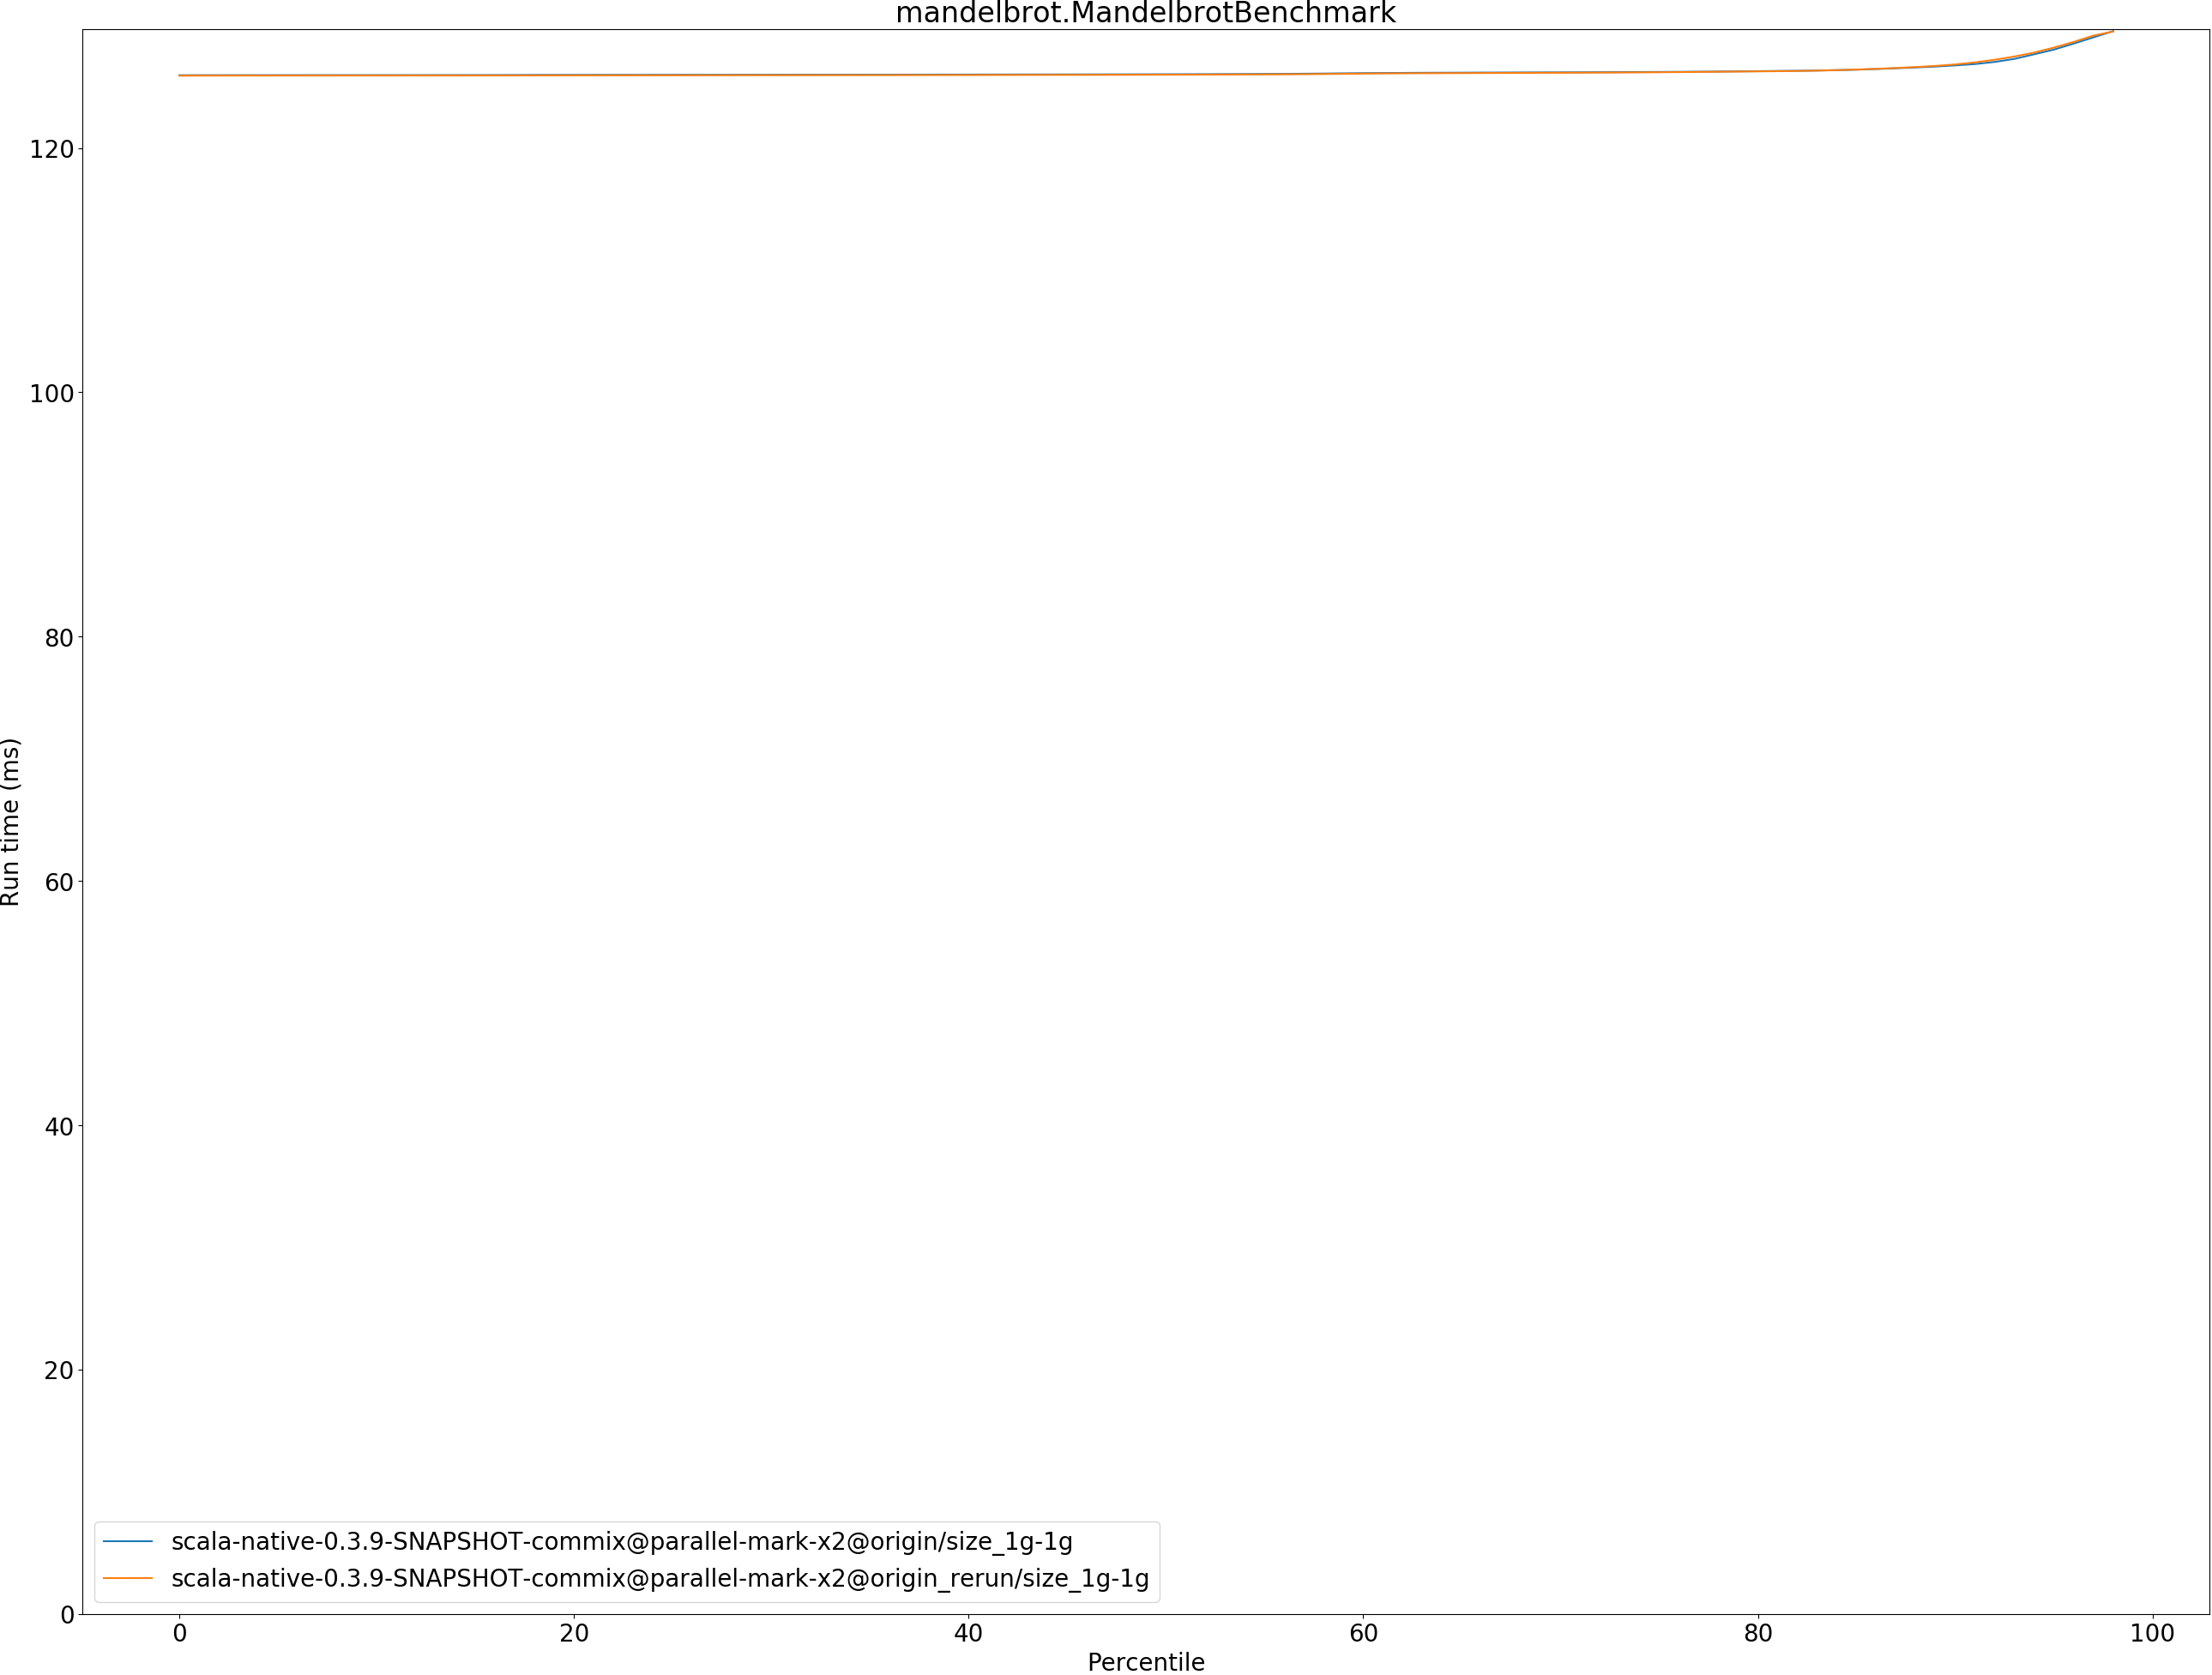 mandelbrot.MandelbrotBenchmark
120
100
80
60
40
20
0
Run time (ms)
scala-native-0.3.9-SNAPSHOT-commix@parallel-mark-x2@origin/size_1g-1g
scala-native-0.3.9-SNAPSHOT-commix@parallel-mark-x2@origin_rerun/size_1g-1g
0 20 40 60 80 100
Percentile